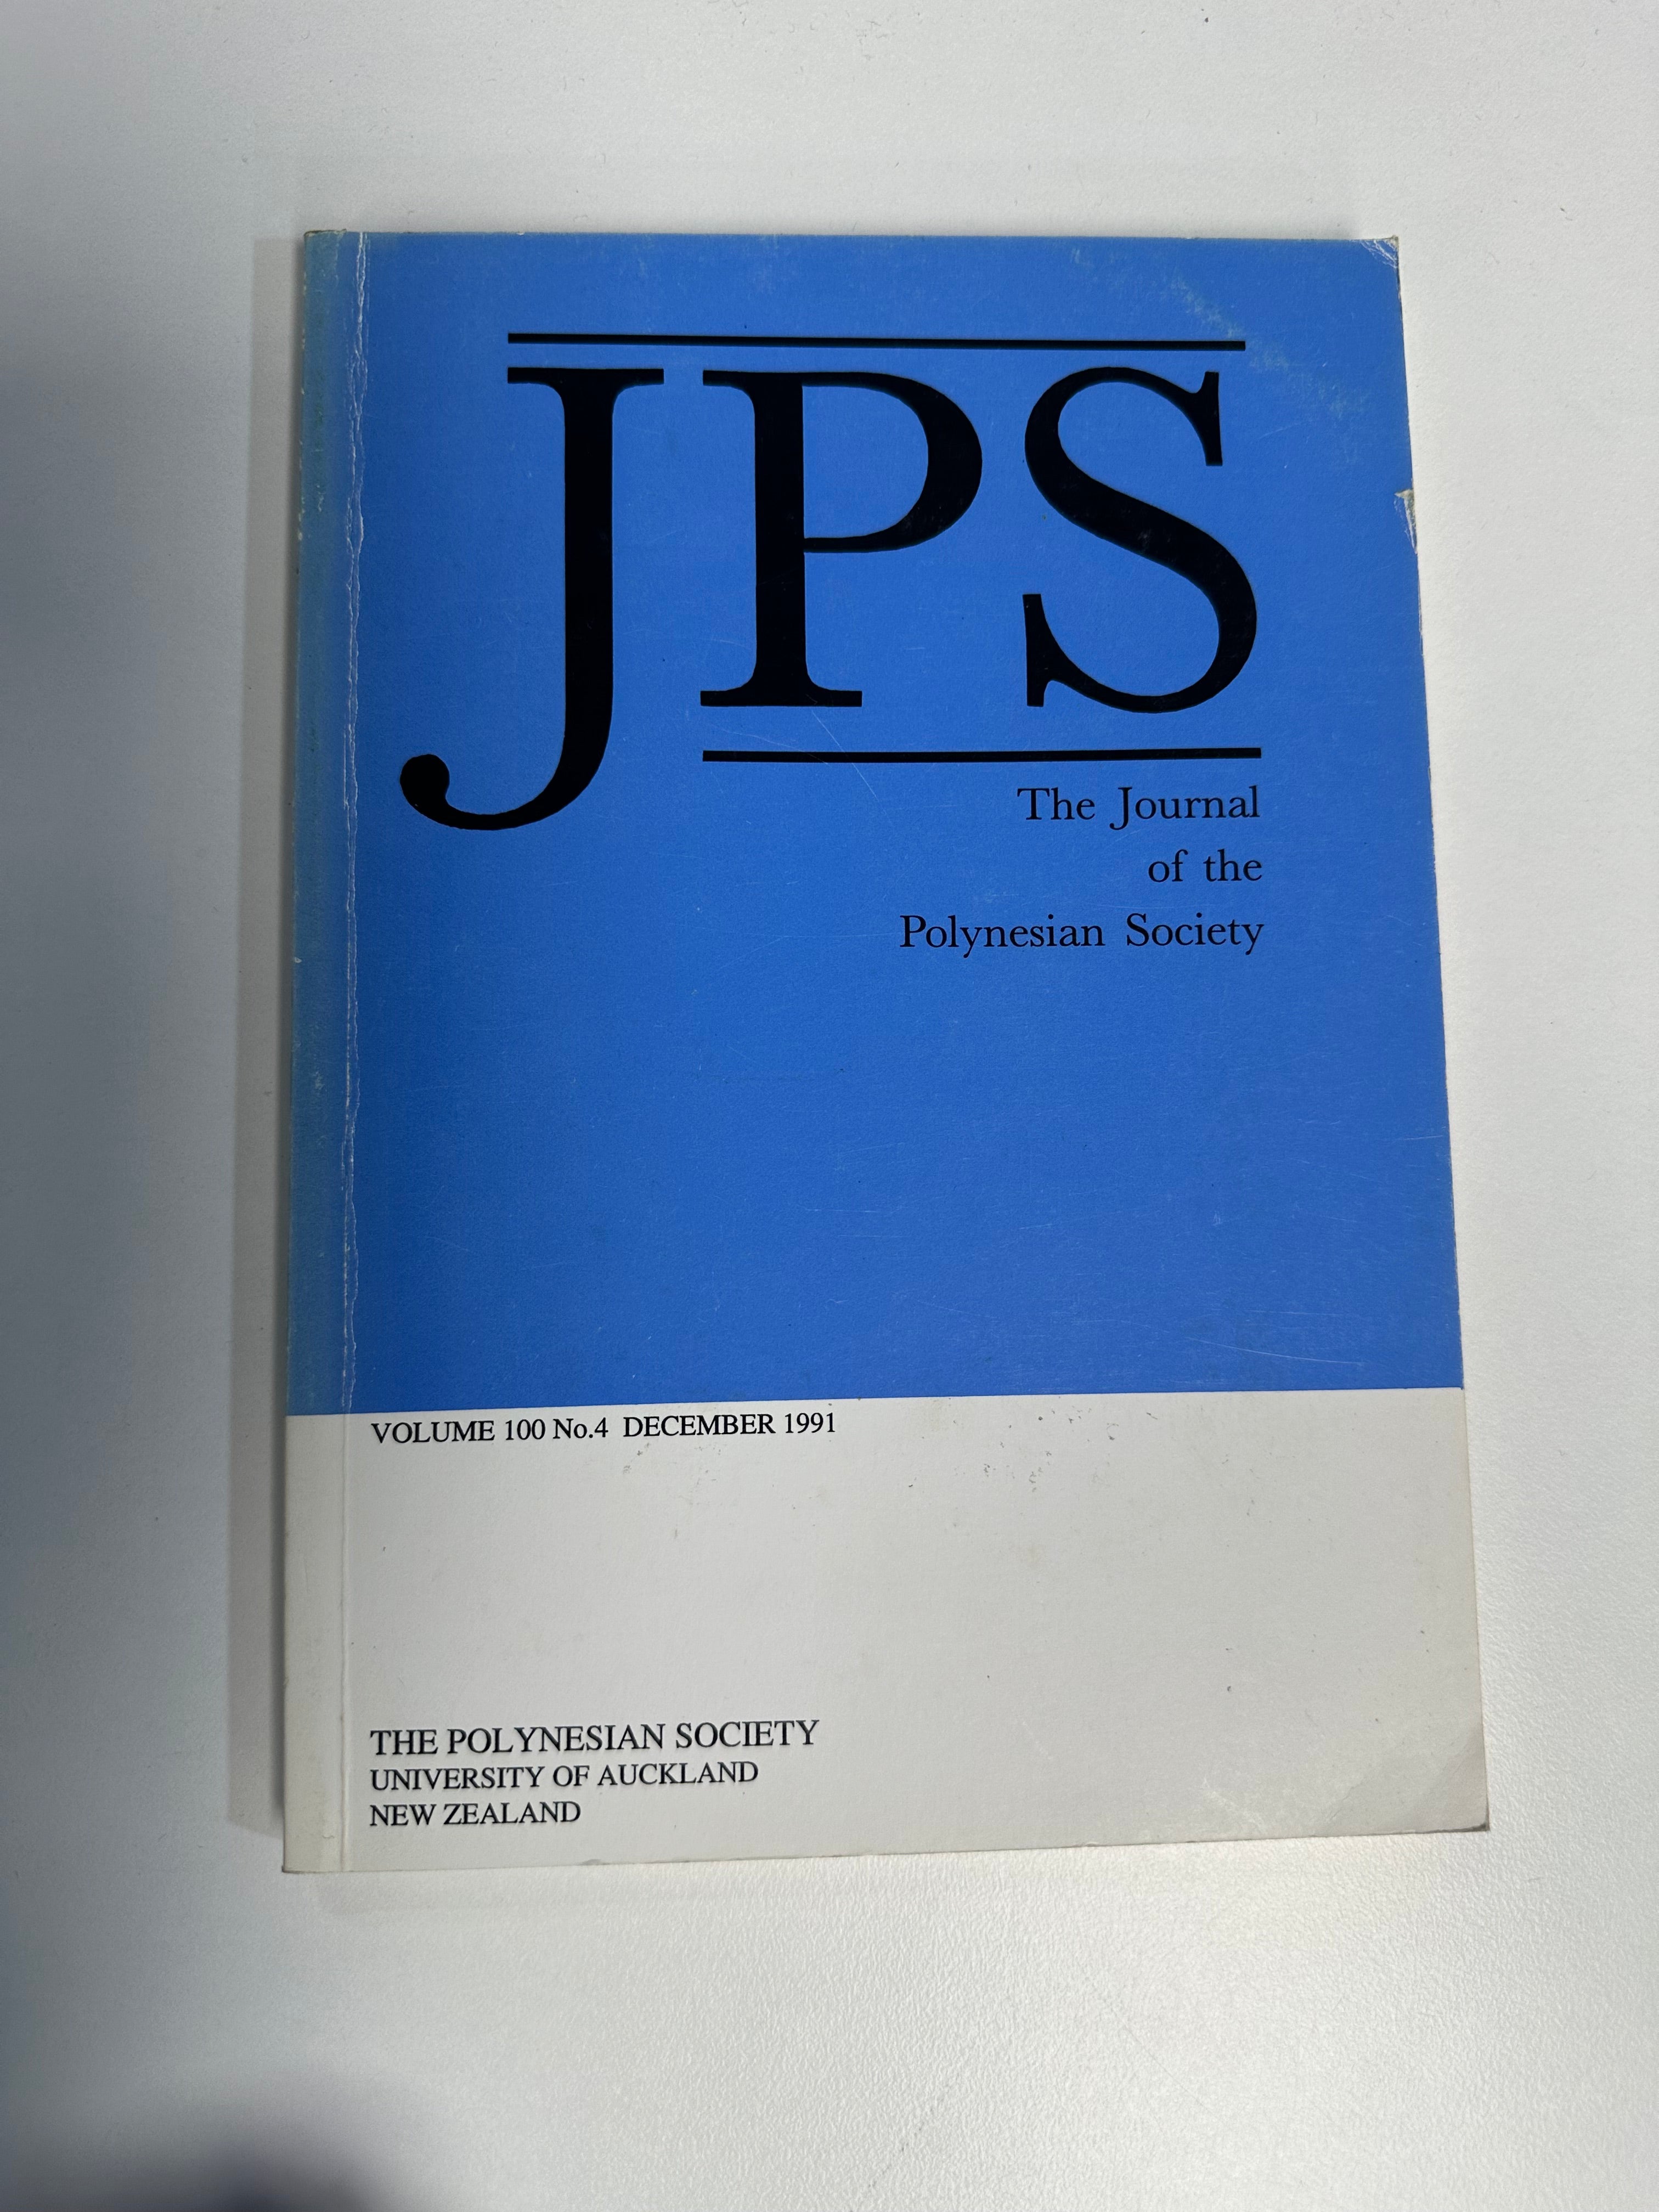 JPS
The Journal
of the
Polynesian Society
VOLUME 100 No.4 DECEMBER 1991
THE POLYNESIAN SOCIETY
UNIVERSITY OF AUCKLAND
NEW ZEALAND